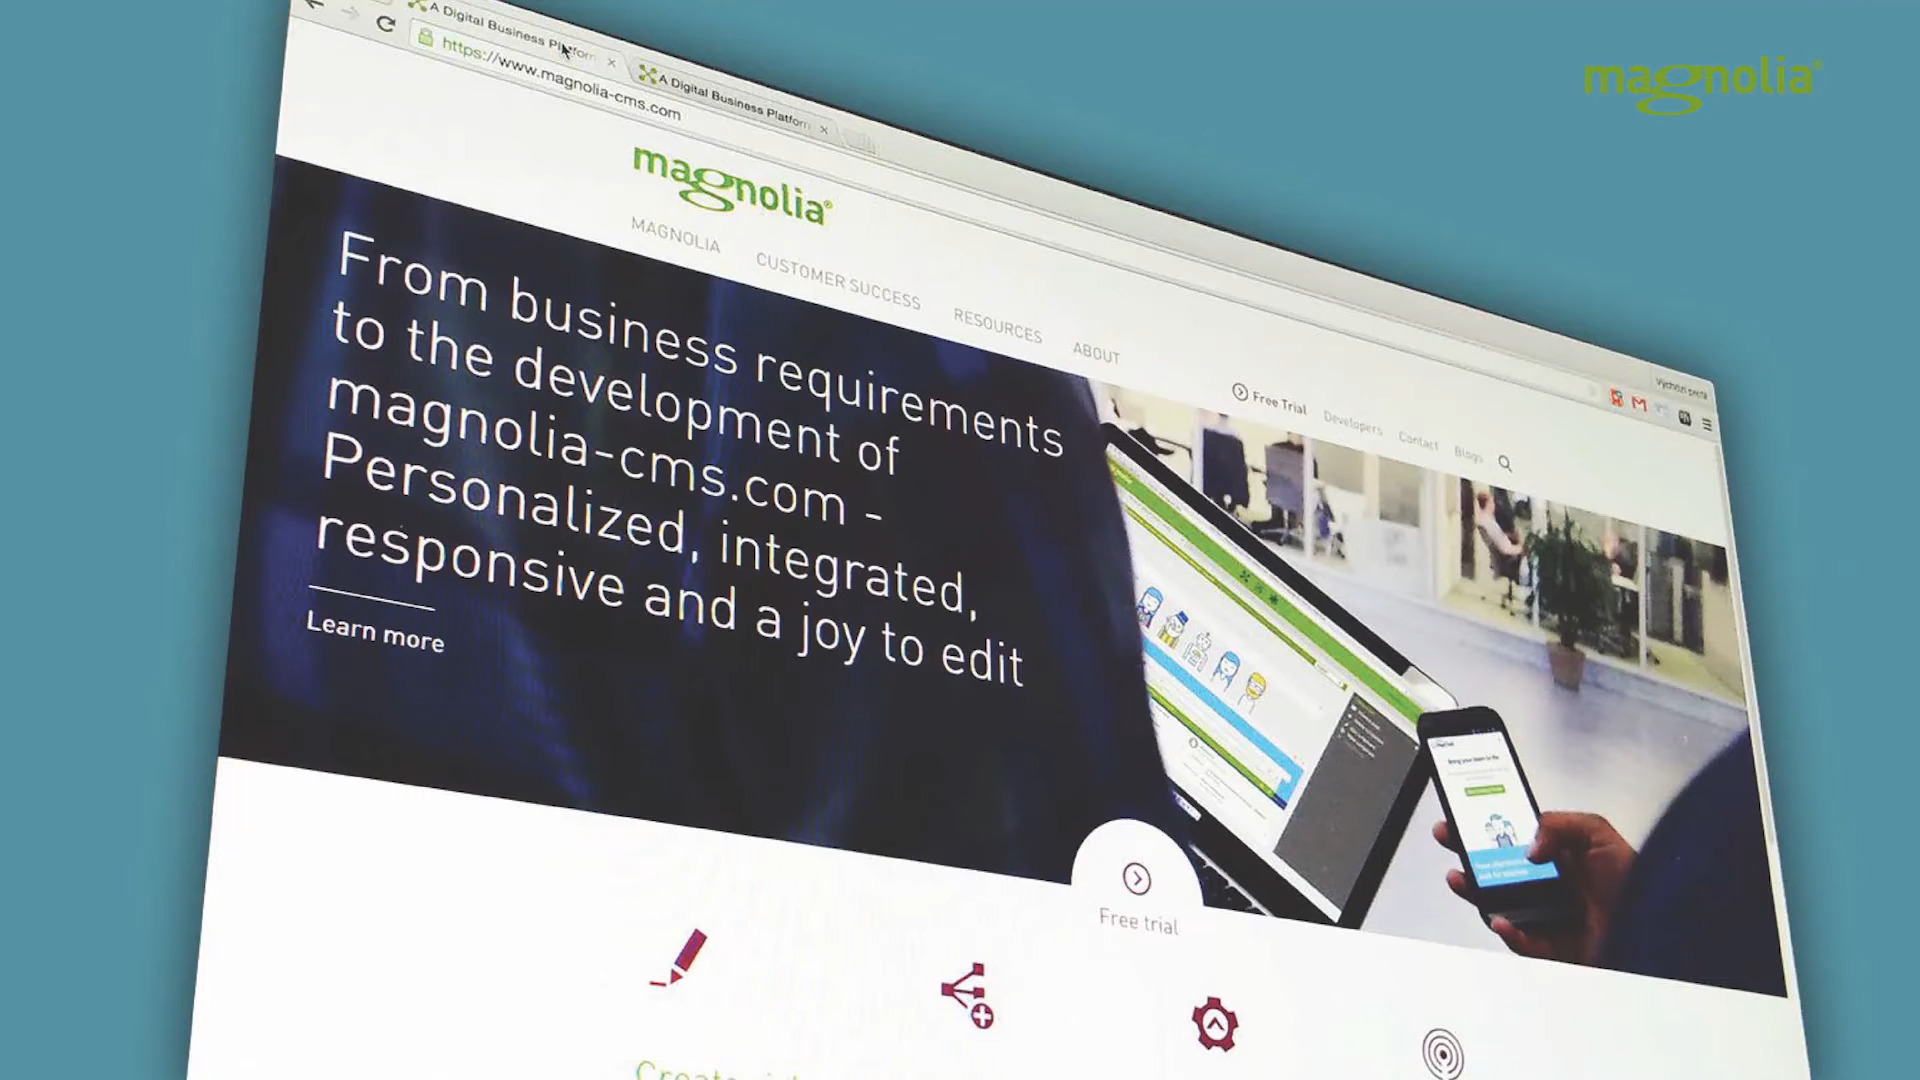 A Digital Business Platform
A Digital Business Platform
https://www.magnolia-cms.com
magnolia®
magnolia®
MAGNOLIA
CUSTOMER SUCCESS
RESOURCES
ABOUT
Free Trial
Developers
Contact
Blogs
From business requirements
to the development of
magnolia-cms.com -
Personalized, integrated,
responsive and a joy to edit
Learn more
Free trial